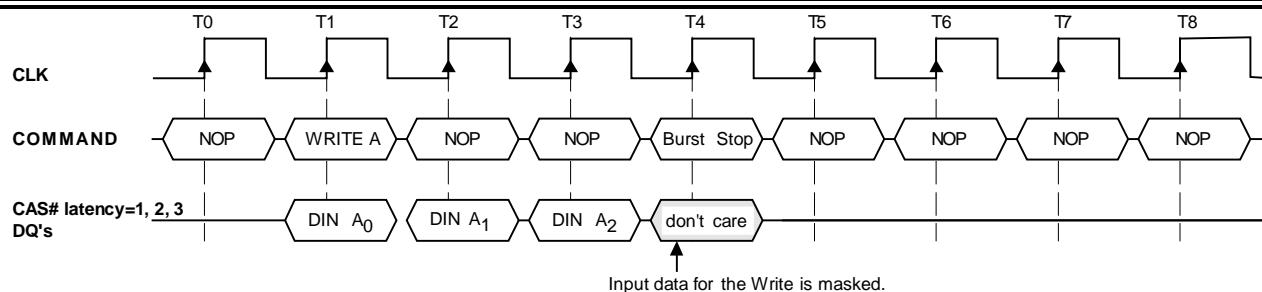 T0 T1 T2 T3 T4 T5 T6 T7 T8
CLK
COMMAND NOP WRITE A NOP NOP Burst Stop NOP NOP NOP NOP
CAS# latency=1, 2, 3
DQ's DIN A0 DIN A1 DIN A2 don't care
Input data for the Write is masked.